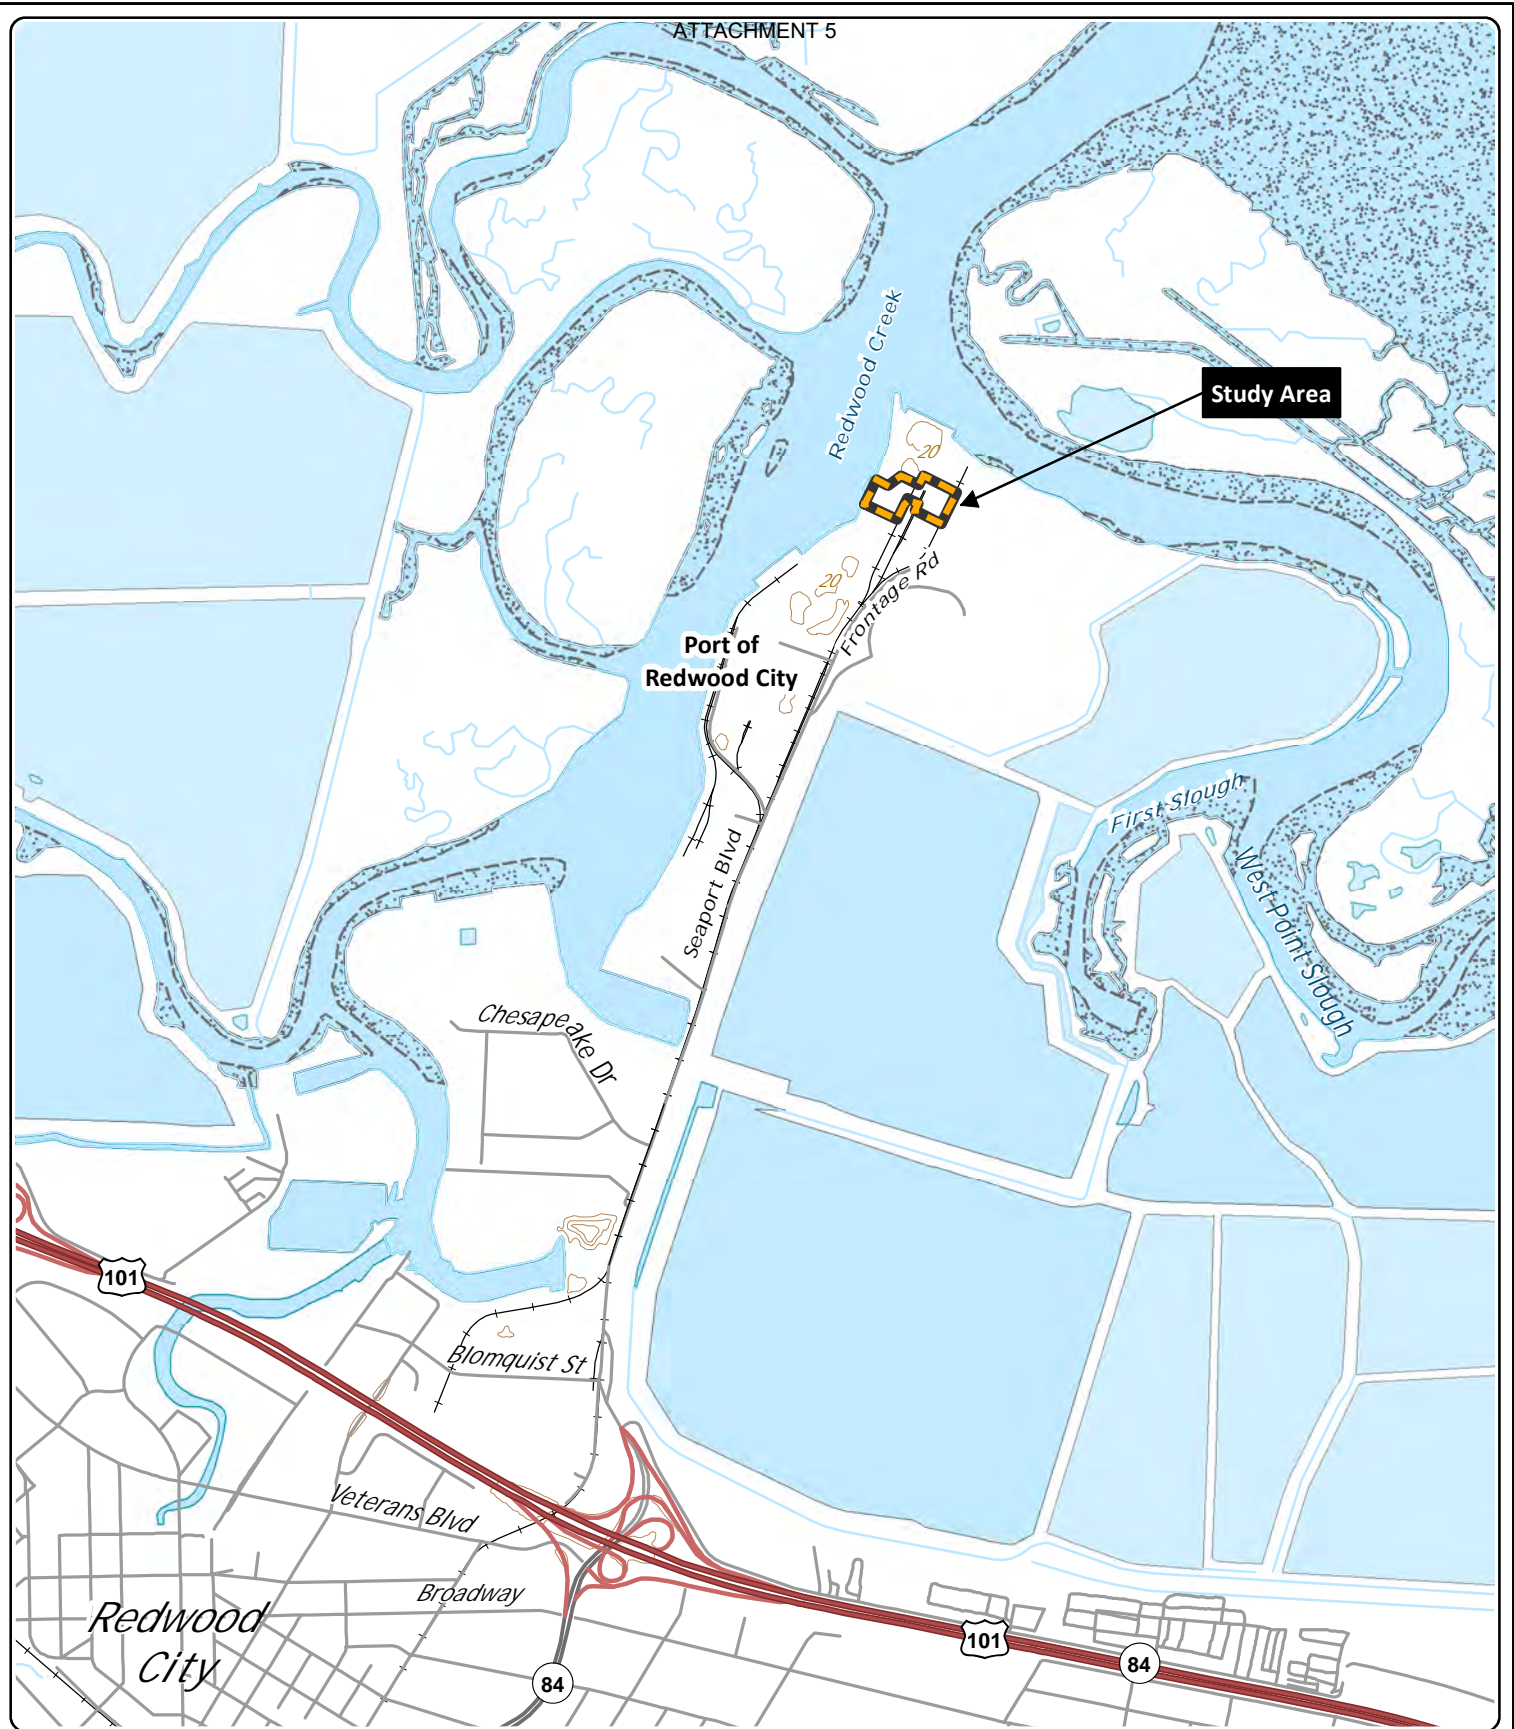 ATTACHMENT 5
Redwood Creek
Study Area
20
20
Frontage Rd
Port of
Redwood City
First Slough
Seaport Blvd
West Point Slough
Chesapeake Dr
101
Blomquist St
Veterans Blvd
Broadway
Redwood
City
101
84
84